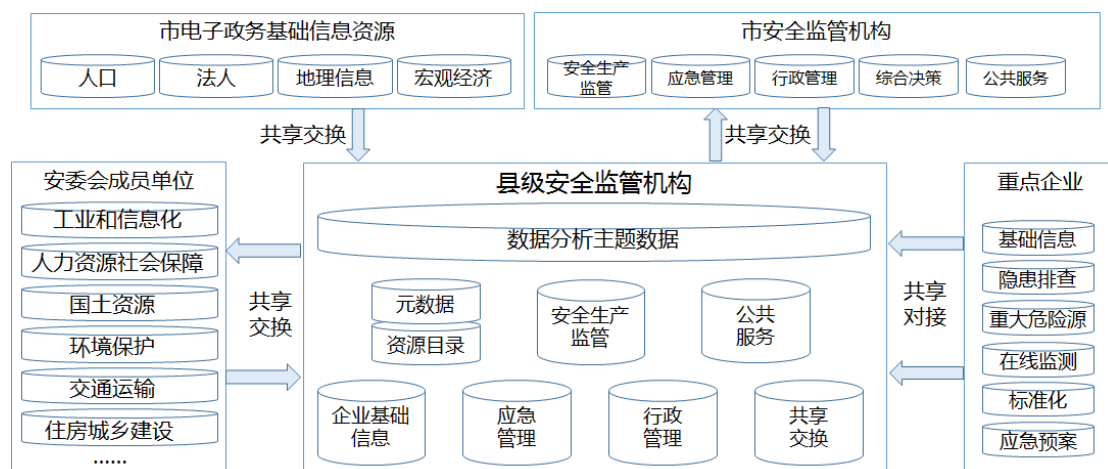 市电子政务基础信息资源
人口
法人
地理信息
宏观经济
市安全监管机构
安全生产
监管
应急管理
行政管理
综合决策
公共服务
共享交换
共享交换
安委会成员单位
工业和信息化
人力资源社会保障
国土资源
环境保护
交通运输
住房城乡建设
......
共享
交换
县级安全监管机构
数据分析主题数据
元数据
资源目录
安全生产
监管
公共
服务
企业基础
信息
应急
管理
行政
管理
共享
交换
共享
对接
重点企业
基础信息
隐患排查
重大危险源
在线监测
标准化
应急预案